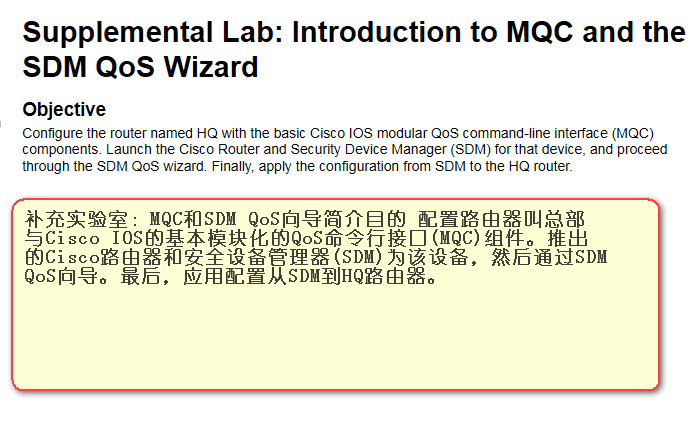 Supplemental Lab: Introduction to MQC and the
SDM QoS Wizard
Objective
Configure the router named HQ with the basic Cisco IOS modular QoS command-line interface (MQC)
components. Launch the Cisco Router and Security Device Manager (SDM) for that device, and proceed
through the SDM QoS wizard. Finally, apply the configuration from SDM to the HQ router.
补充实验室: MQC和SDM QoS向导简介目的 配置路由器叫总部
与Cisco IOS的基本模块化的QoS命令行接口(MQC)组件。推出
的Cisco路由器和安全设备管理器(SDM)为该设备, 然后通过SDM
QoS向导。最后, 应用配置从SDM到HQ路由器。